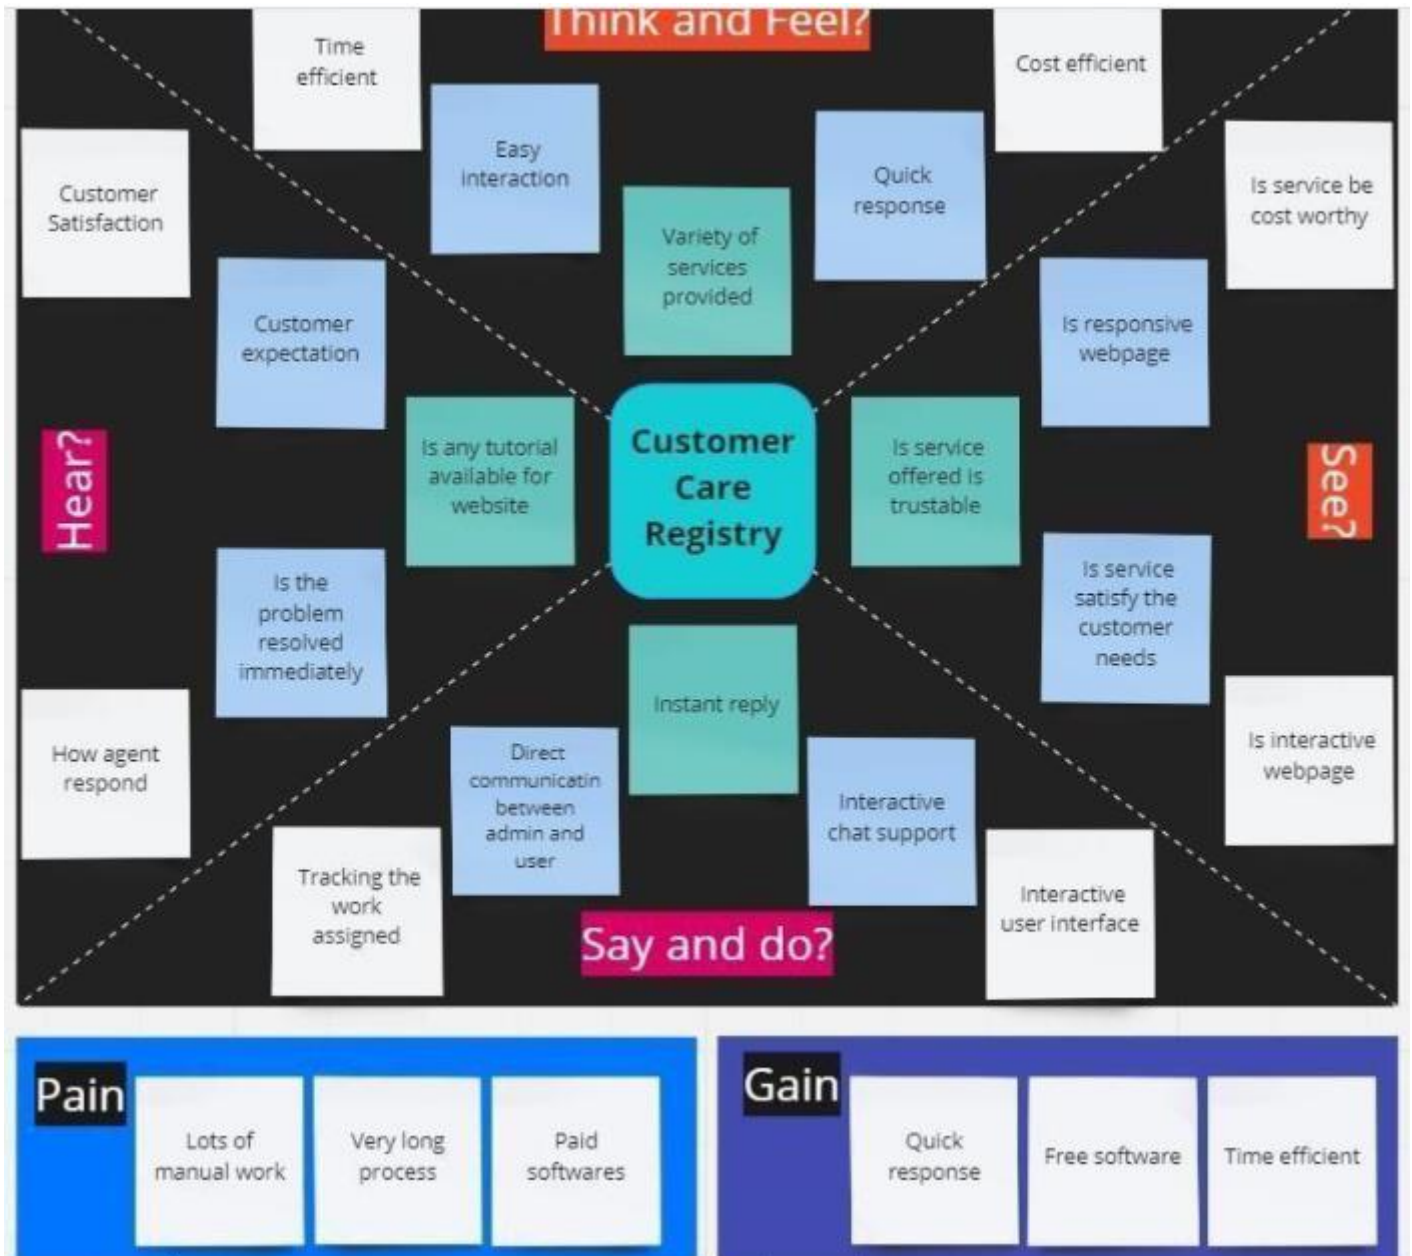 Think and Feel?
Time
efficient
Cost efficient
Easy
interaction
Quick
response
Customer
Satisfaction
Is service be
cost worthy
Variety of
services
provided
Customer
expectation
Is responsive
webpage
Hear?
Is any tutorial
available for
website
Customer
Care
Registry
Is service
offered is
trustable
See?
Is the
problem
resolved
immediately
Is service
satisfy the
customer
needs
Instant reply
How agent
respond
Direct
communicatin
between
admin and
user
Interactive
chat support
Is interactive
webpage
Tracking the
work
assigned
Interactive
user interface
Say and do?
Pain
Lots of
manual work
Very long
process
Paid
softwares
Gain
Quick
response
Free software
Time efficient